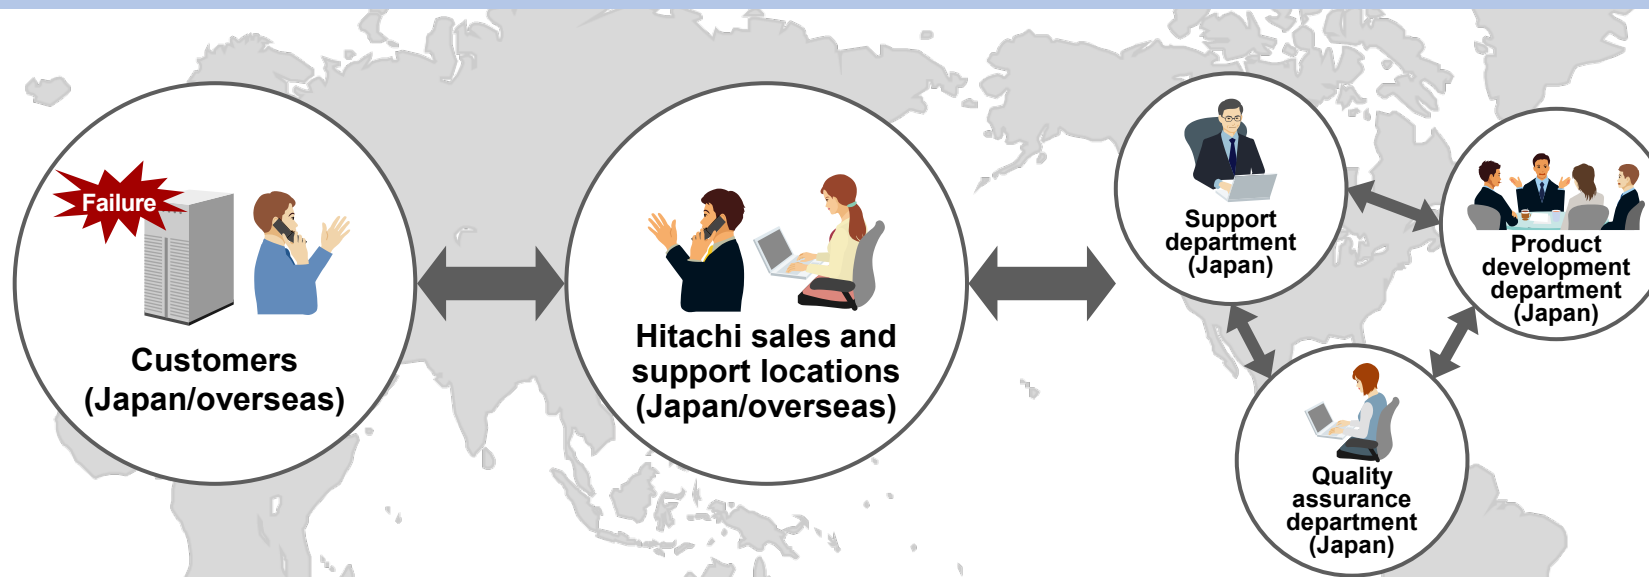 Failure
Customers
(Japan/overseas)
Hitachi sales and
support locations
(Japan/overseas)
Support
department
(Japan)
Product
development
department
(Japan)
Quality
assurance
department
(Japan)